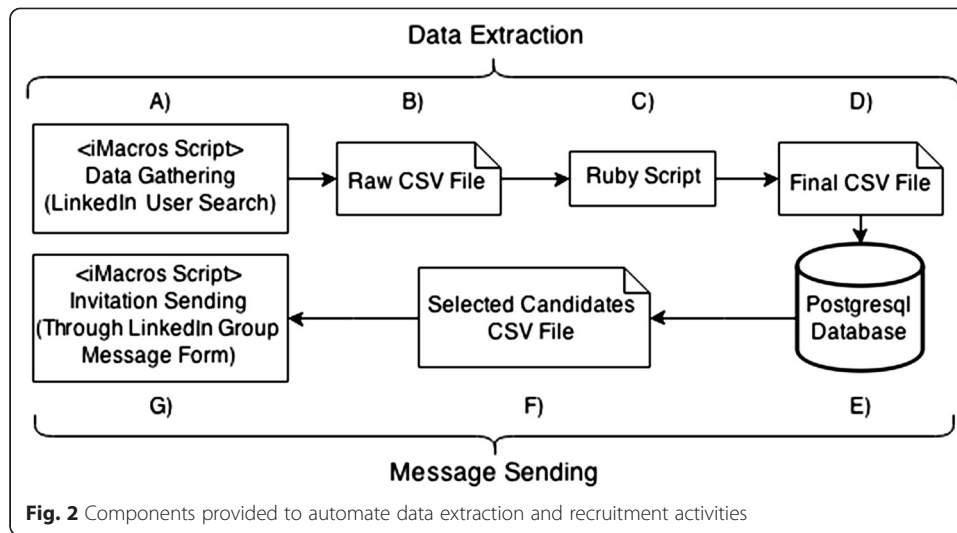 Data Extraction
A)
B)
C)
D)
<iMacros Script>
Data Gathering
(LinkedIn User Search)
Raw CSV File
Ruby Script
Final CSV File
<iMacros Script>
Invitation Sending
(Through LinkedIn Group
Message Form)
Selected Candidates
CSV File
Postgresql
Database
G)
F)
E)
Message Sending
Fig. 2 Components provided to automate data extraction and recruitment activities